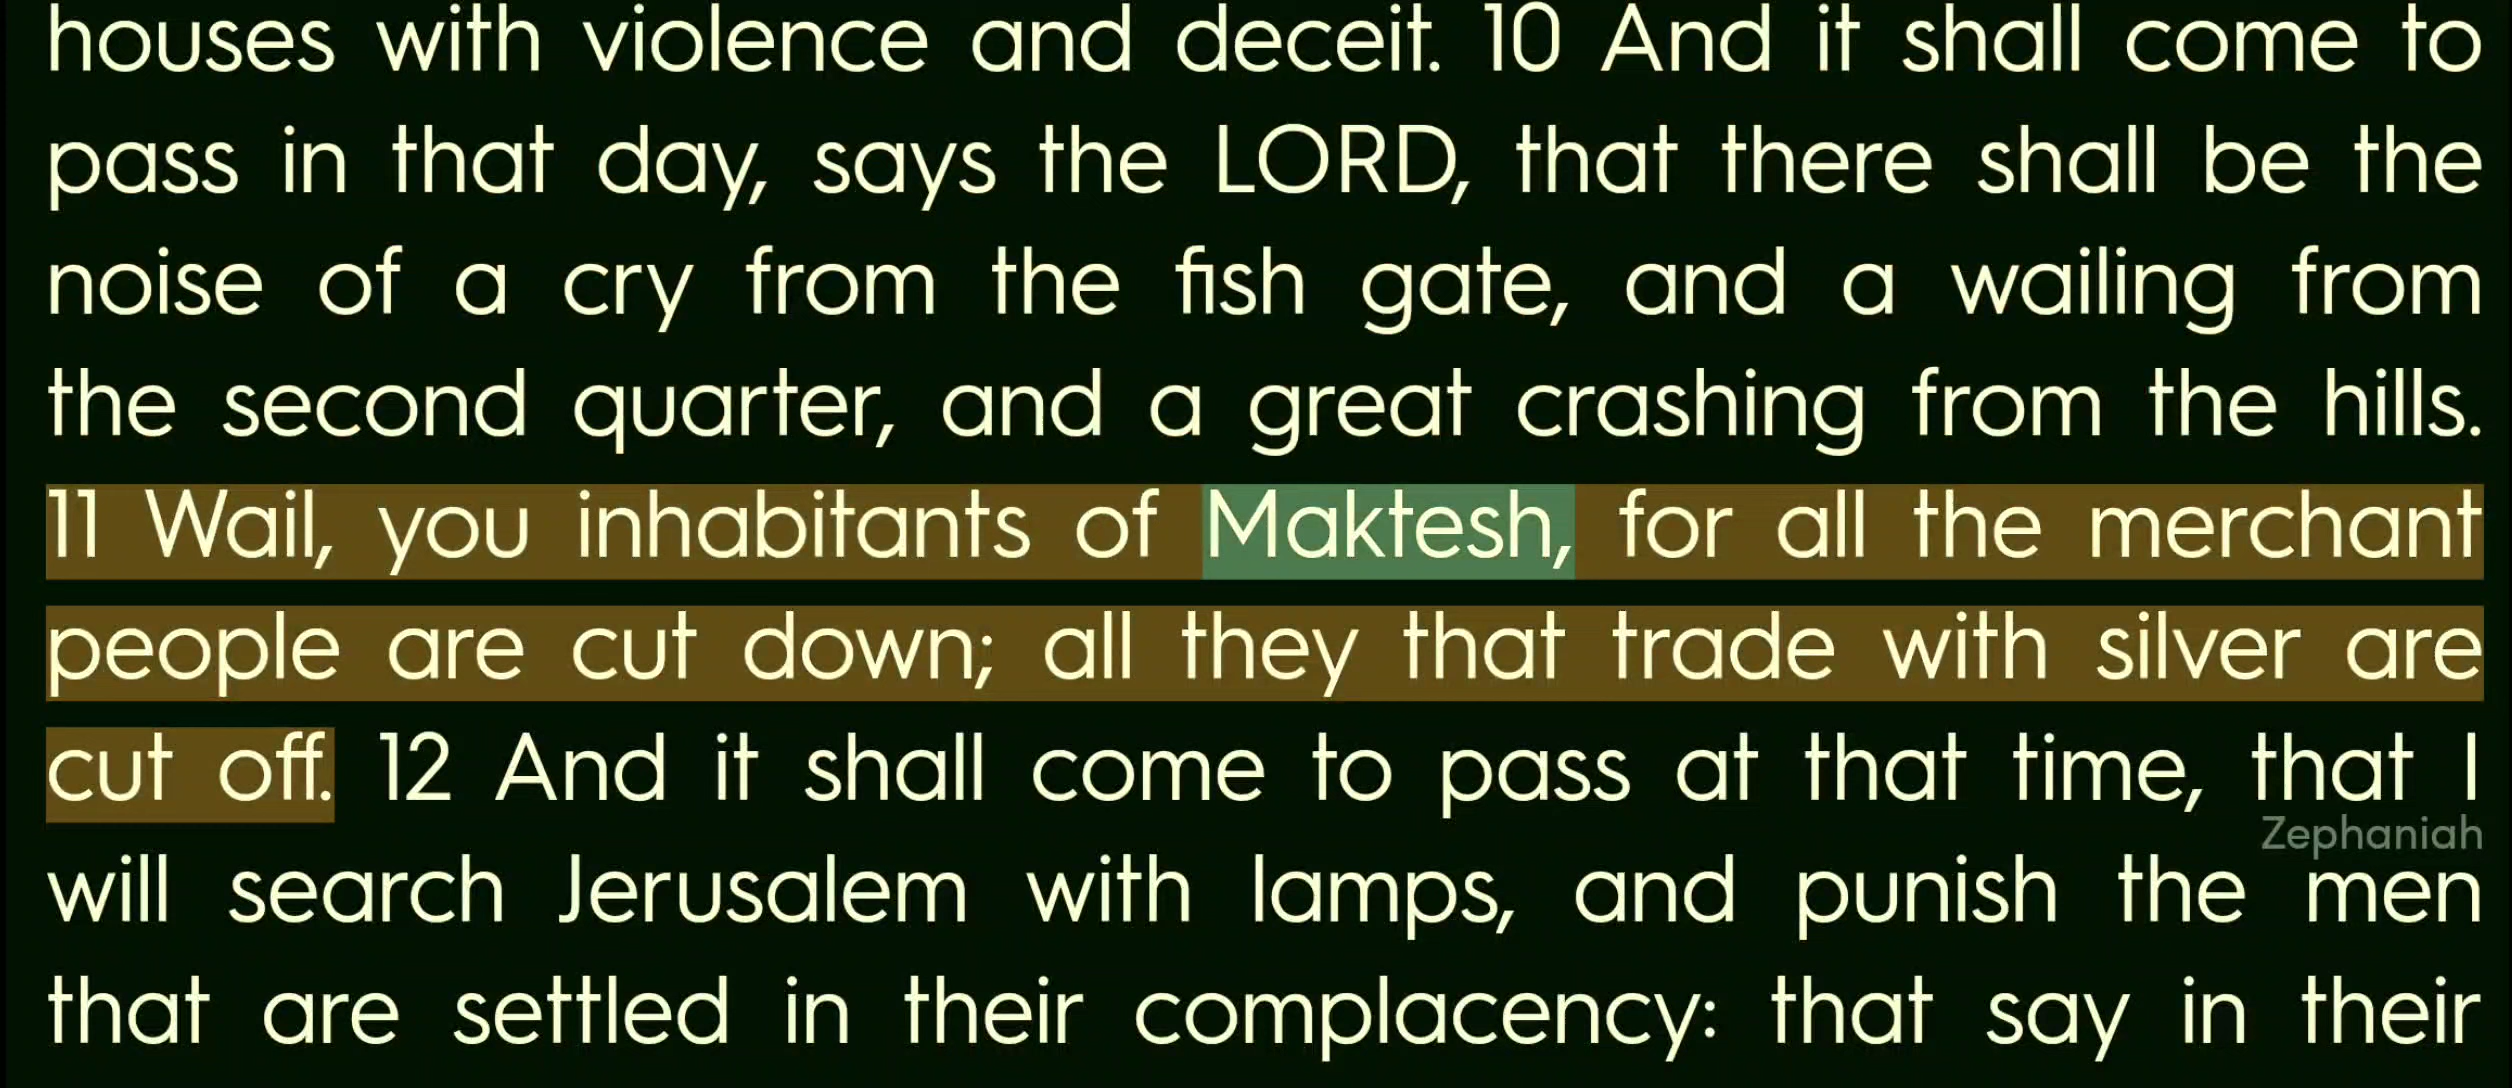 houses with violence and deceit. 10 And it shall come to
pass in that day, says the LORD, that there shall be the
noise of a cry from the fish gate, and a wailing from
the second quarter, and a great crashing from the hills.
11 Wail, you inhabitants of Maktesh, for all the merchant
people are cut down; all they that trade with silver are
cut off. 12 And it shall come to pass at that time, that I
Zephaniah
will search Jerusalem with lamps, and punish the men
that are settled in their complacency: that say in their